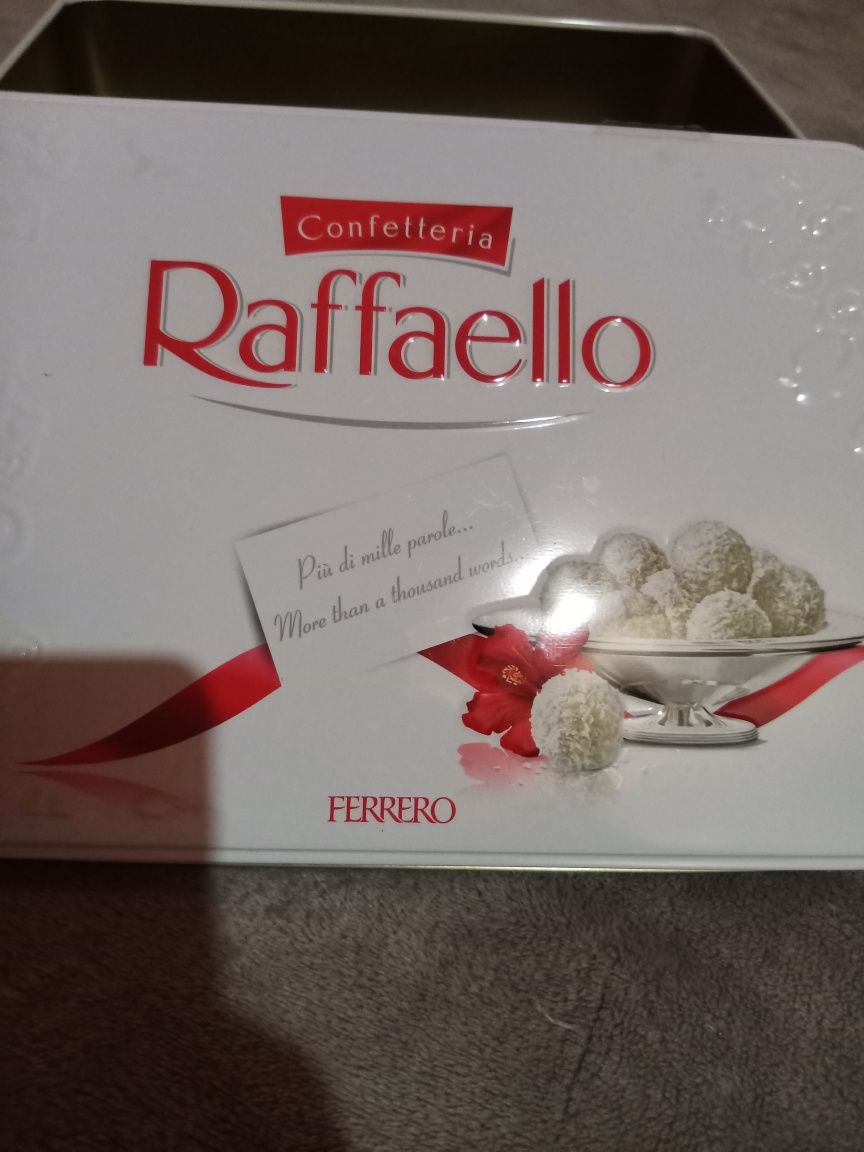 Confetteria
Raffaello
Più di mille parole...
More than a thousand words...
FERRERO